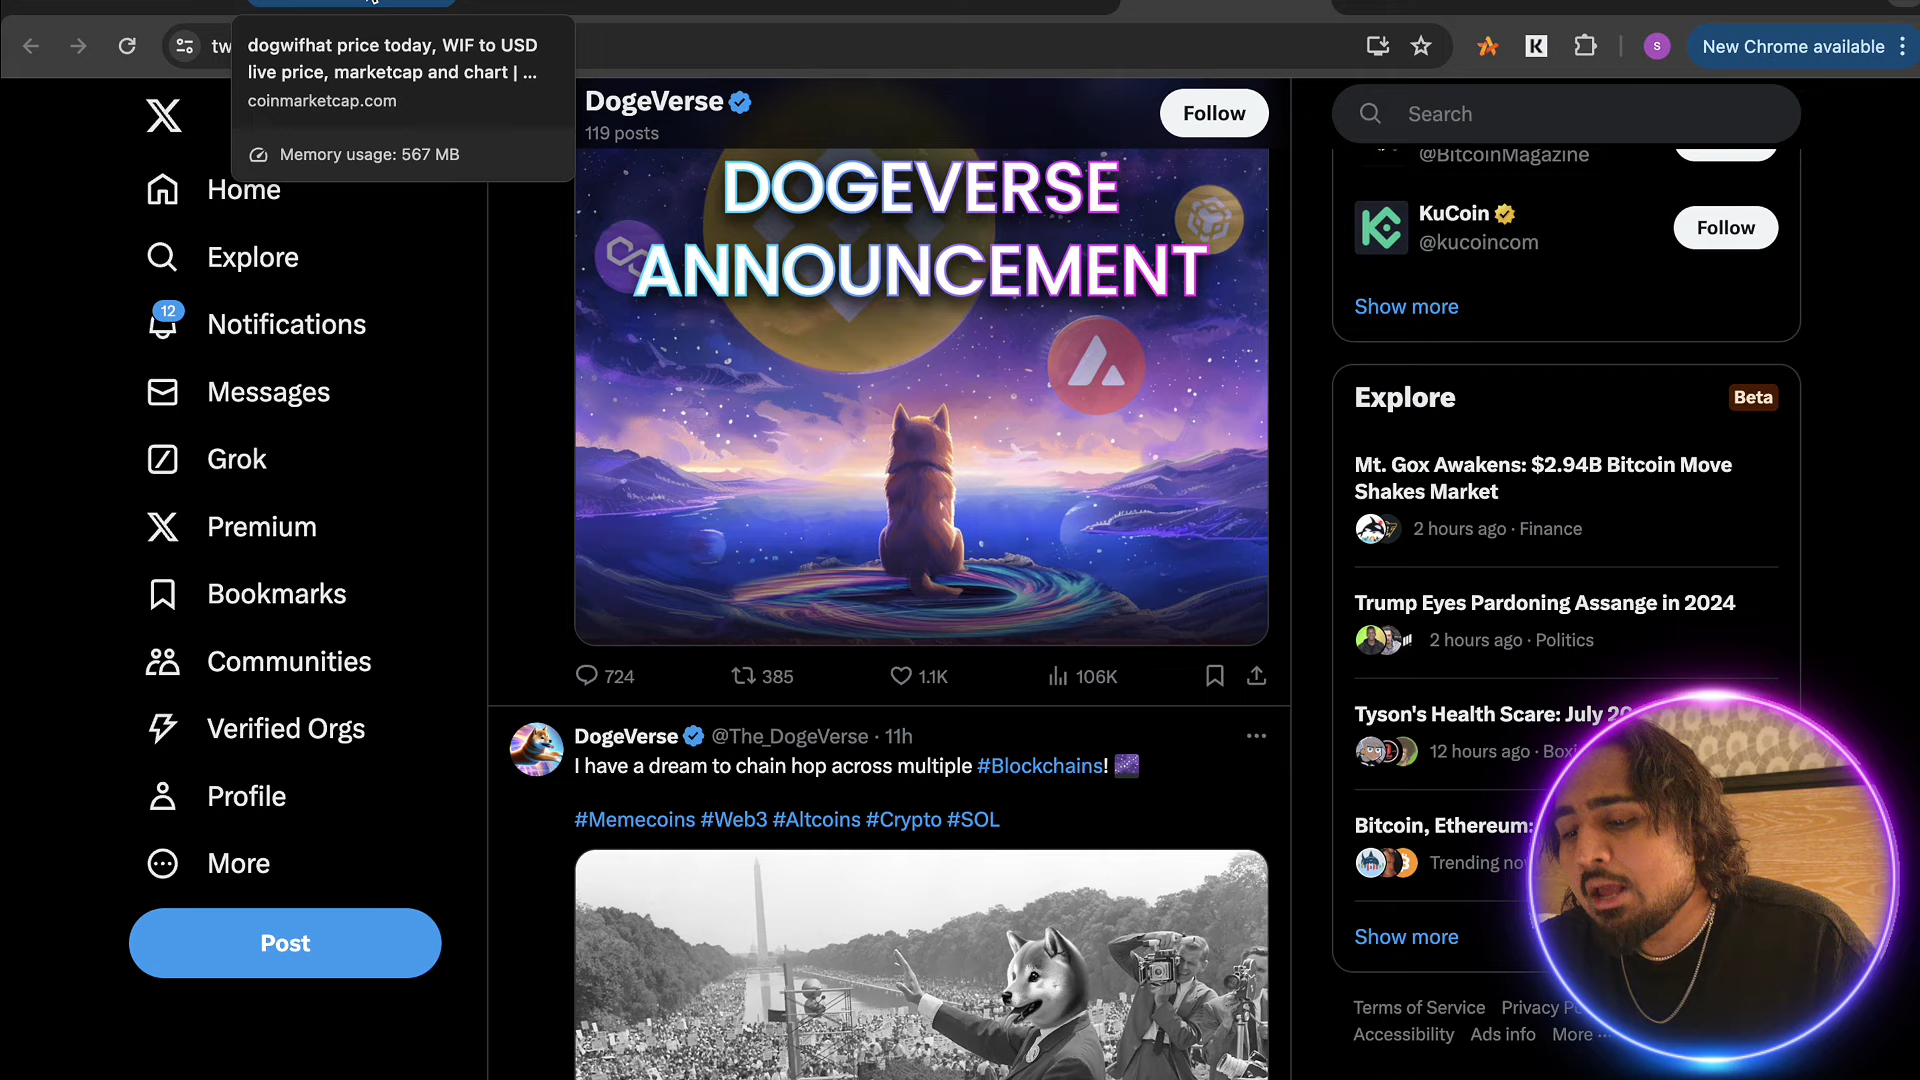 tw
New Chrome available
S
K
dogwifhat price today, WIF to USD
live price, marketcap and chart | ...
coinmarketcap.com
Memory usage: 567 MB
Home
Explore
12
Notifications
Messages
Grok
Premium
Bookmarks
Communities
Verified Orgs
Profile
More
Post
DogeVerse
119 posts
Follow
DOGEVERSE
ANNOUNCEMENT
724
385
1.1K
106K
DogeVerse @The_DogeVerse · 11h
I have a dream to chain hop across multiple #Blockchains!
#Memecoins #Web3 #Altcoins #Crypto #SOL
Search
@BitcoinMagazine
KuCoin
@kucoincom
Follow
Show more
Explore
Beta
Mt. Gox Awakens: $2.94B Bitcoin Move
Shakes Market
2 hours ago · Finance
Trump Eyes Pardoning Assange in 2024
2 hours ago · Politics
Tyson's Health Scare: July 20
12 hours ago · Boxi
Bitcoin, Ethereum:
Trending no
Show more
Terms of Service Privacy P
Accessibility Ads info More ...